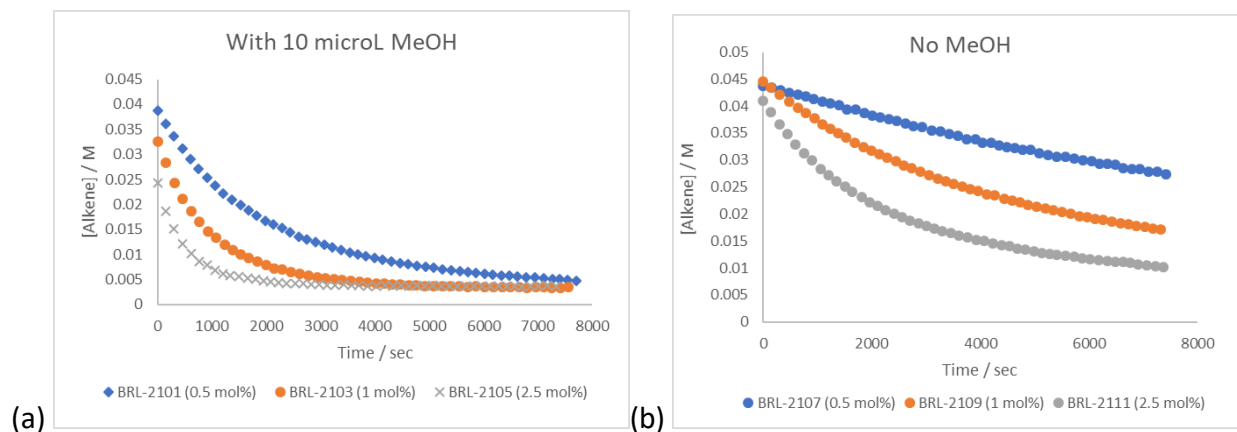 With 10 microL MeOH
[Alkene] / M
0.045
0.04
0.035
0.03
0.025
0.02
0.015
0.01
0.005
0
0 1000 2000 3000 4000 5000 6000 7000 8000
Time / sec
BRL-2101 (0.5 mol%) BRL-2103 (1 mol%) BRL-2105 (2.5 mol%)
(a)
No MeOH
[Alkene] / M
0.05
0.045
0.04
0.035
0.03
0.025
0.02
0.015
0.01
0.005
0
0 2000 4000 6000 8000
Time / sec
BRL-2107 (0.5 mol%) BRL-2109 (1 mol%) BRL-2111 (2.5 mol%)
(b)